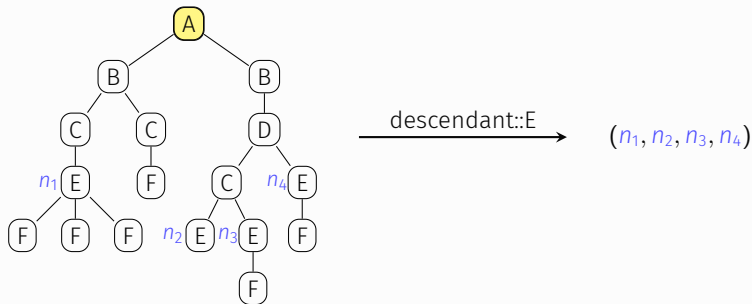 A
B B
C C D
descendant::E
(n₁, n₂, n₃, n₄)
n₁ E F C n₄ E
F F F n₂ E n₃ E F
F